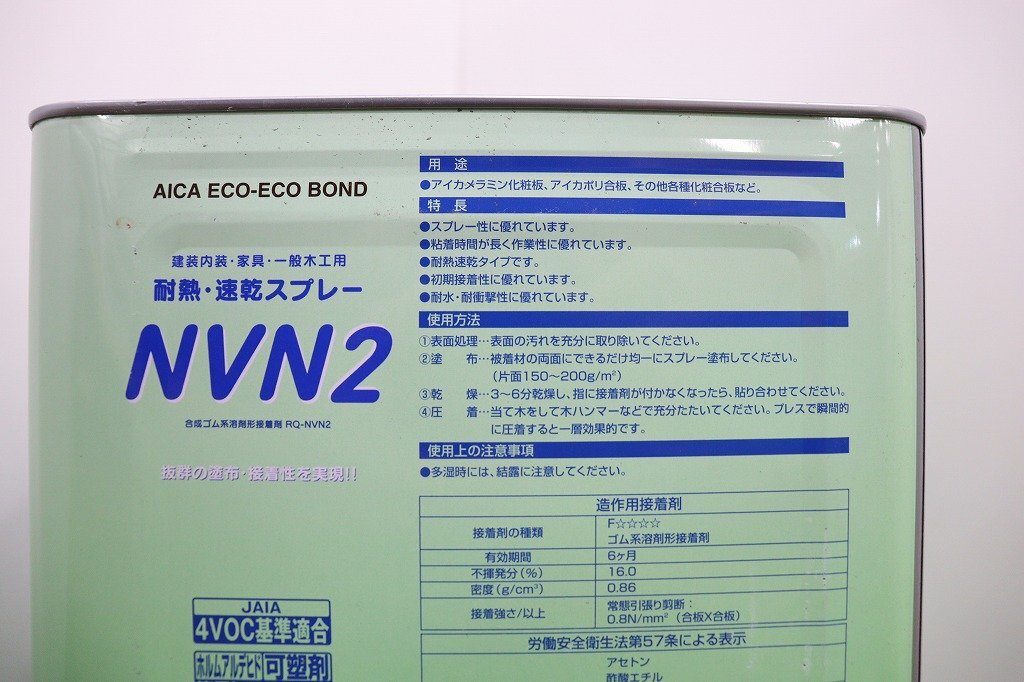 AICA ECO-ECO BOND
建装内装・家具・一般木工用
耐熱・速乾スプレー
NVN2
合成ゴム系溶剤形接着剤 RQ-NVN2
抜群の塗布・接着性を実現!!
JAIA
4VOC基準適合
ホルムアルデヒド 可塑剤
用 途
●アイカメラミン化粧板、アイカポリ合板、その他各種化粧合板など。
特 長
●スプレー性に優れています。
●粘着時間が長く作業性に優れています。
●耐熱速乾タイプです。
●初期接着性に優れています。
●耐水・耐衝撃性に優れています。
使用方法
①表面処理…表面の汚れを充分に取り除いてください。
②塗 布…被着材の両面にできるだけ均一にスプレー塗布してください。
(片面150～200g/m²)
③乾 燥…3～6分乾燥し、指に接着剤が付かなくなったら、貼り合わせてください。
④圧 着…当て木をして木ハンマーなどで充分たたいてください。プレスで瞬間的
に圧着すると一層効果的です。
使用上の注意事項
●多湿時には、結露に注意してください。
造作用接着剤
接着剤の種類 F☆☆☆☆
ゴム系溶剤形接着剤
有効期間 6ヶ月
不揮発分(%) 16.0
密度(g/cm³) 0.86
接着強さ/以上 常態引張り剪断：
0.8N/mm²(合板X合板)
労働安全衛生法第57条による表示
アセトン
酢酸エチル